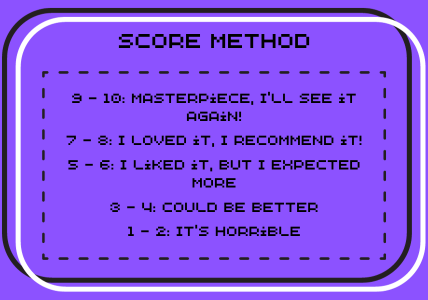 SCORE METHOD
9 - 10: MASTERPiECE, I'LL SEE iT
AGAiN!
7 - 8: I LOVED iT, I RECOMMEND iT!
5 - 6: I LiKED iT, BUT I EXPECTED
MORE
3 - 4: COULD BE BETTER
1 - 2: IT'S HORRiBLE